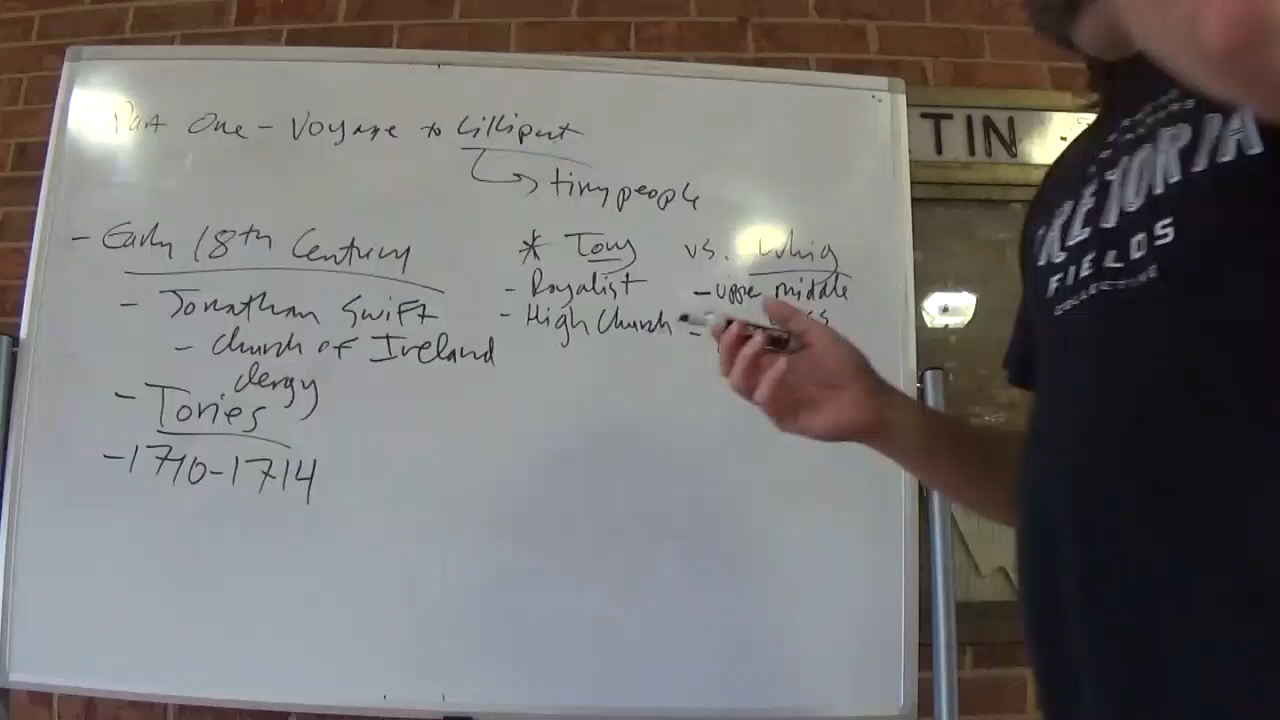 Part One - Voyage to Lilliput
tiny people
- Early 18th Century
- Jonathan Swift
- Church of Ireland
clergy
- Tories
- 1710-1714
* Tory vs. Whig
- Royalist
- High Church
- upper middle
-
TIN
FIELDS
COLLECTIVE